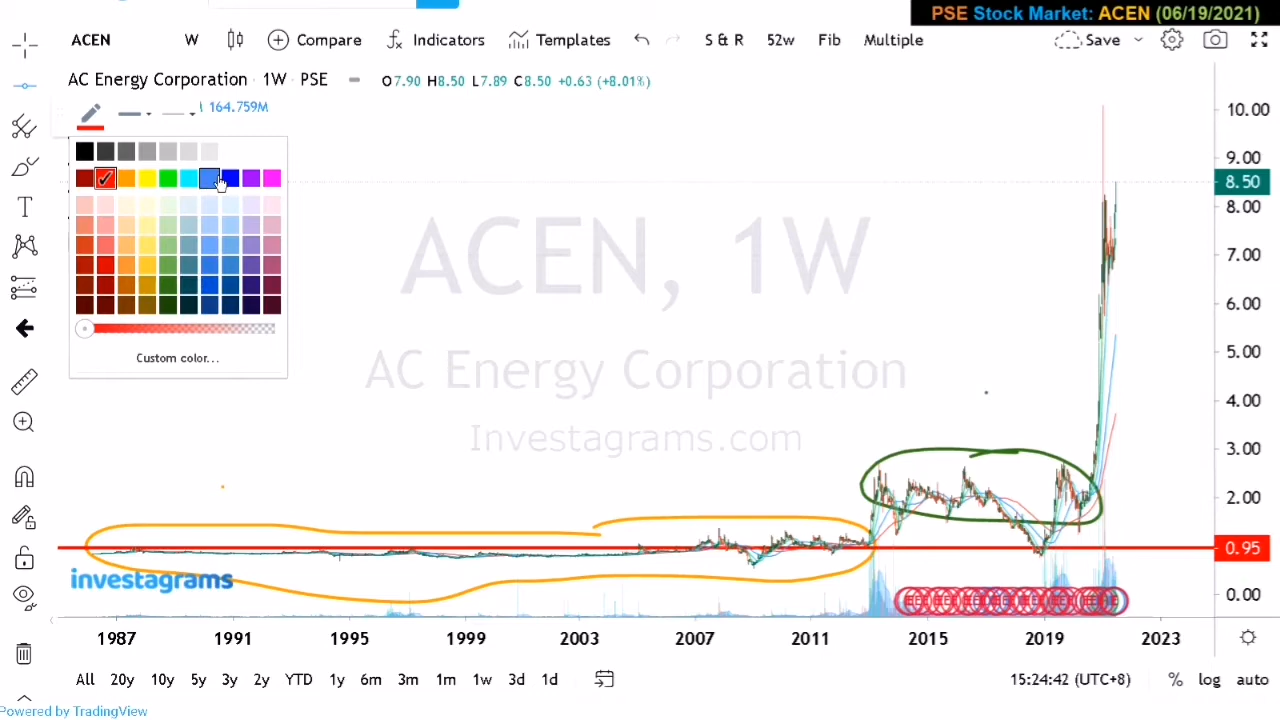 PSE Stock Market: ACEN (06/19/2021)
ACEN W Compare Indicators Templates S & R 52w Fib Multiple Save
AC Energy Corporation · 1W · PSE O7.90 H8.50 L7.89 C8.50 +0.63 (+8.01%)
164.759M
10.00
9.00
8.50
8.00
7.00
6.00
5.00
4.00
3.00
2.00
0.95
0.00
Custom color...
ACEN, 1W
AC Energy Corporation
Investagrams.com
investagrams
1987 1991 1995 1999 2003 2007 2011 2015 2019 2023
All 20y 10y 5y 3y 2y YTD 1y 6m 3m 1m 1w 3d 1d 15:24:42 (UTC+8) % log auto
Powered by TradingView